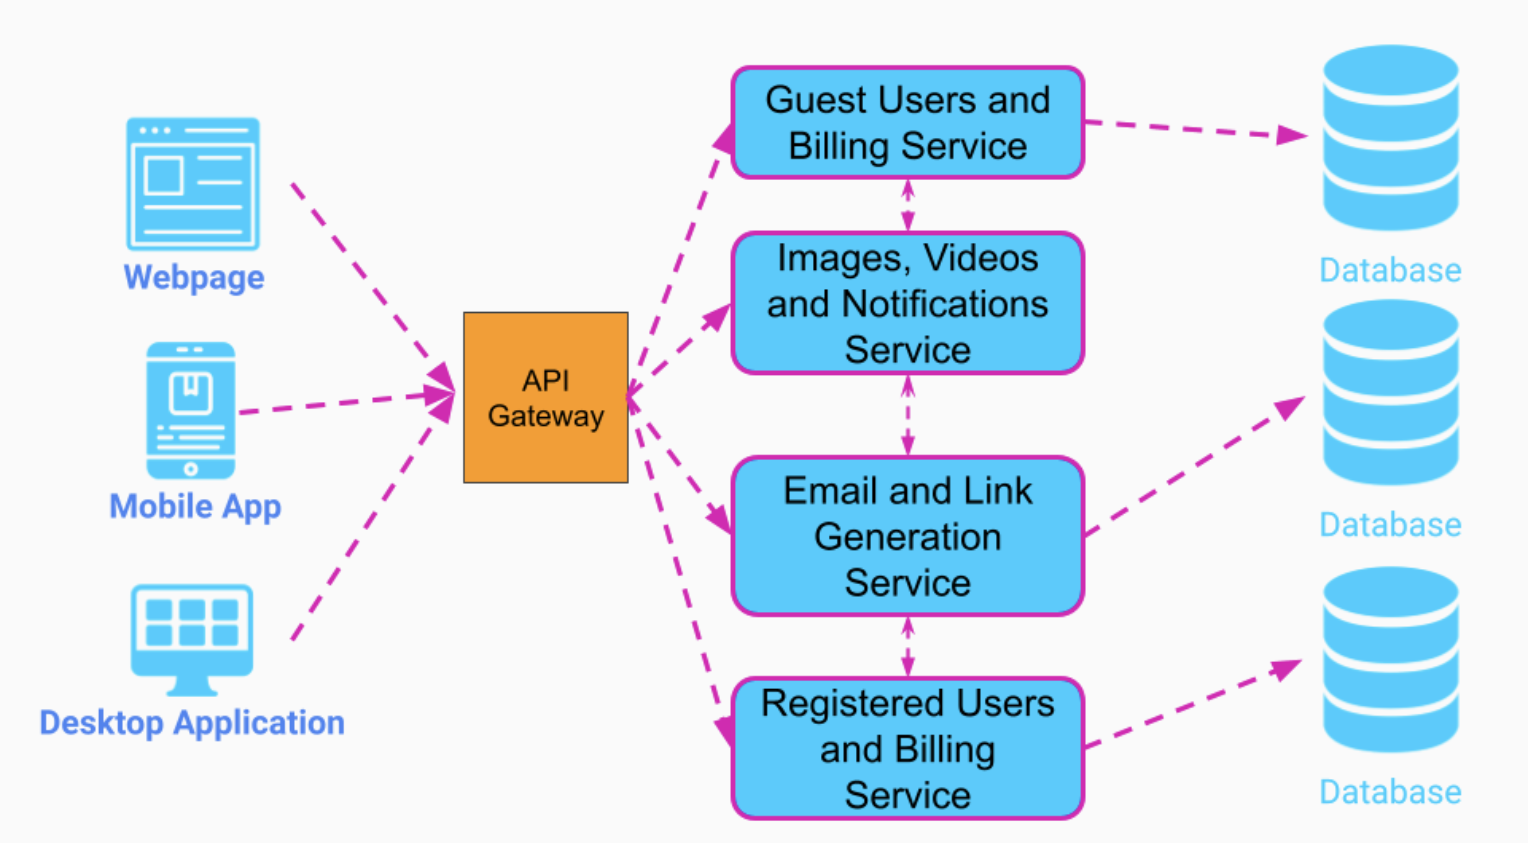 Webpage
Mobile App
Desktop Application
API
Gateway
Guest Users and
Billing Service
Images, Videos
and Notifications
Service
Email and Link
Generation
Service
Registered Users
and Billing
Service
Database
Database
Database